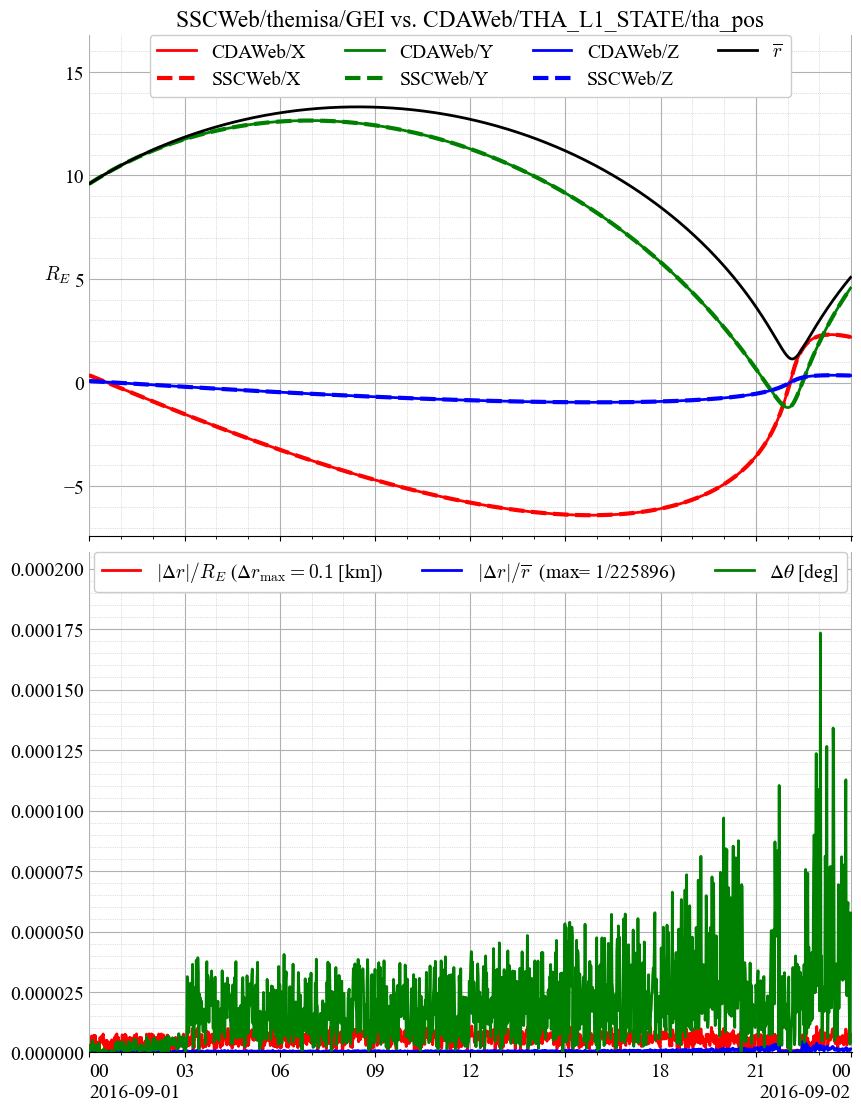 SSCWeb/themisa/GEI vs. CDAWeb/THA_L1_STATE/tha_pos
CDAWeb/X CDAWeb/Y CDAWeb/Z r̅
SSCWeb/X SSCWeb/Y SSCWeb/Z
15
10
R_E 5
0
−5
|Δr|/R_E (Δr_max = 0.1 [km]) |Δr|/r̅ (max= 1/225896) Δθ [deg]
0.000200
0.000175
0.000150
0.000125
0.000100
0.000075
0.000050
0.000025
0.000000
00 03 06 09 12 15 18 21 00
2016-09-01 2016-09-02